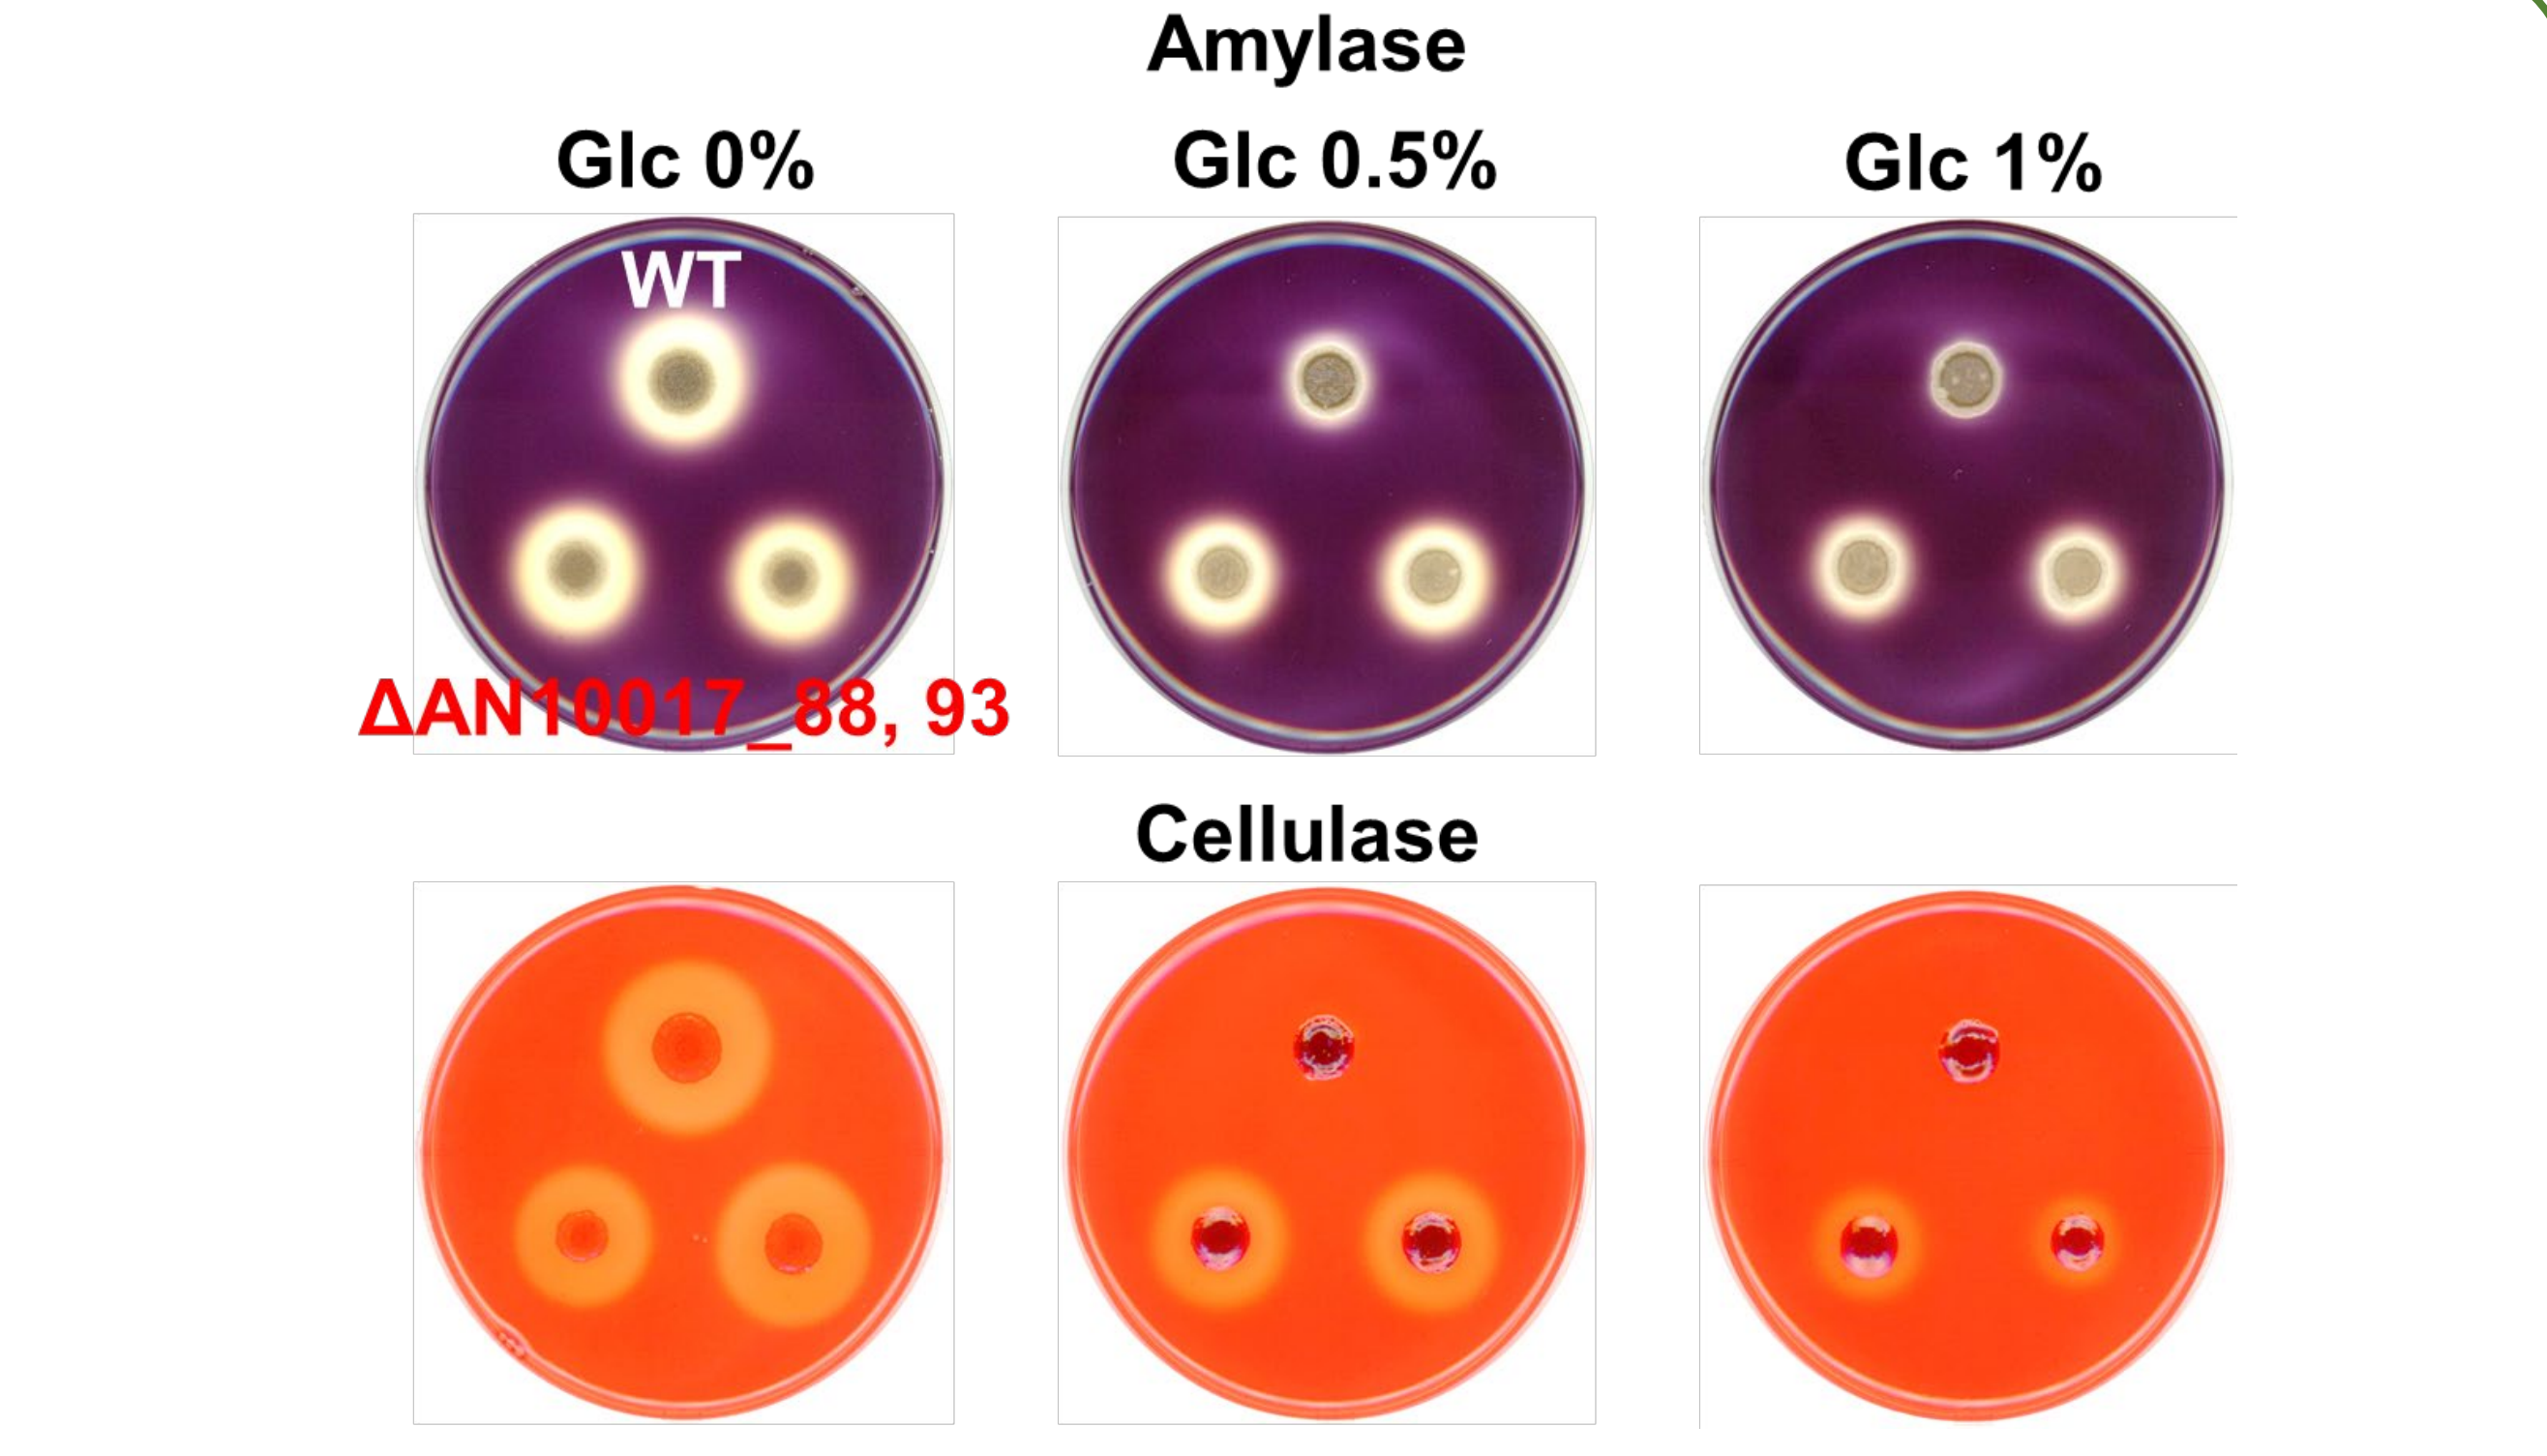 Amylase
Glc 0% Glc 0.5% Glc 1%
WT
ΔAN10017_88, 93
Cellulase